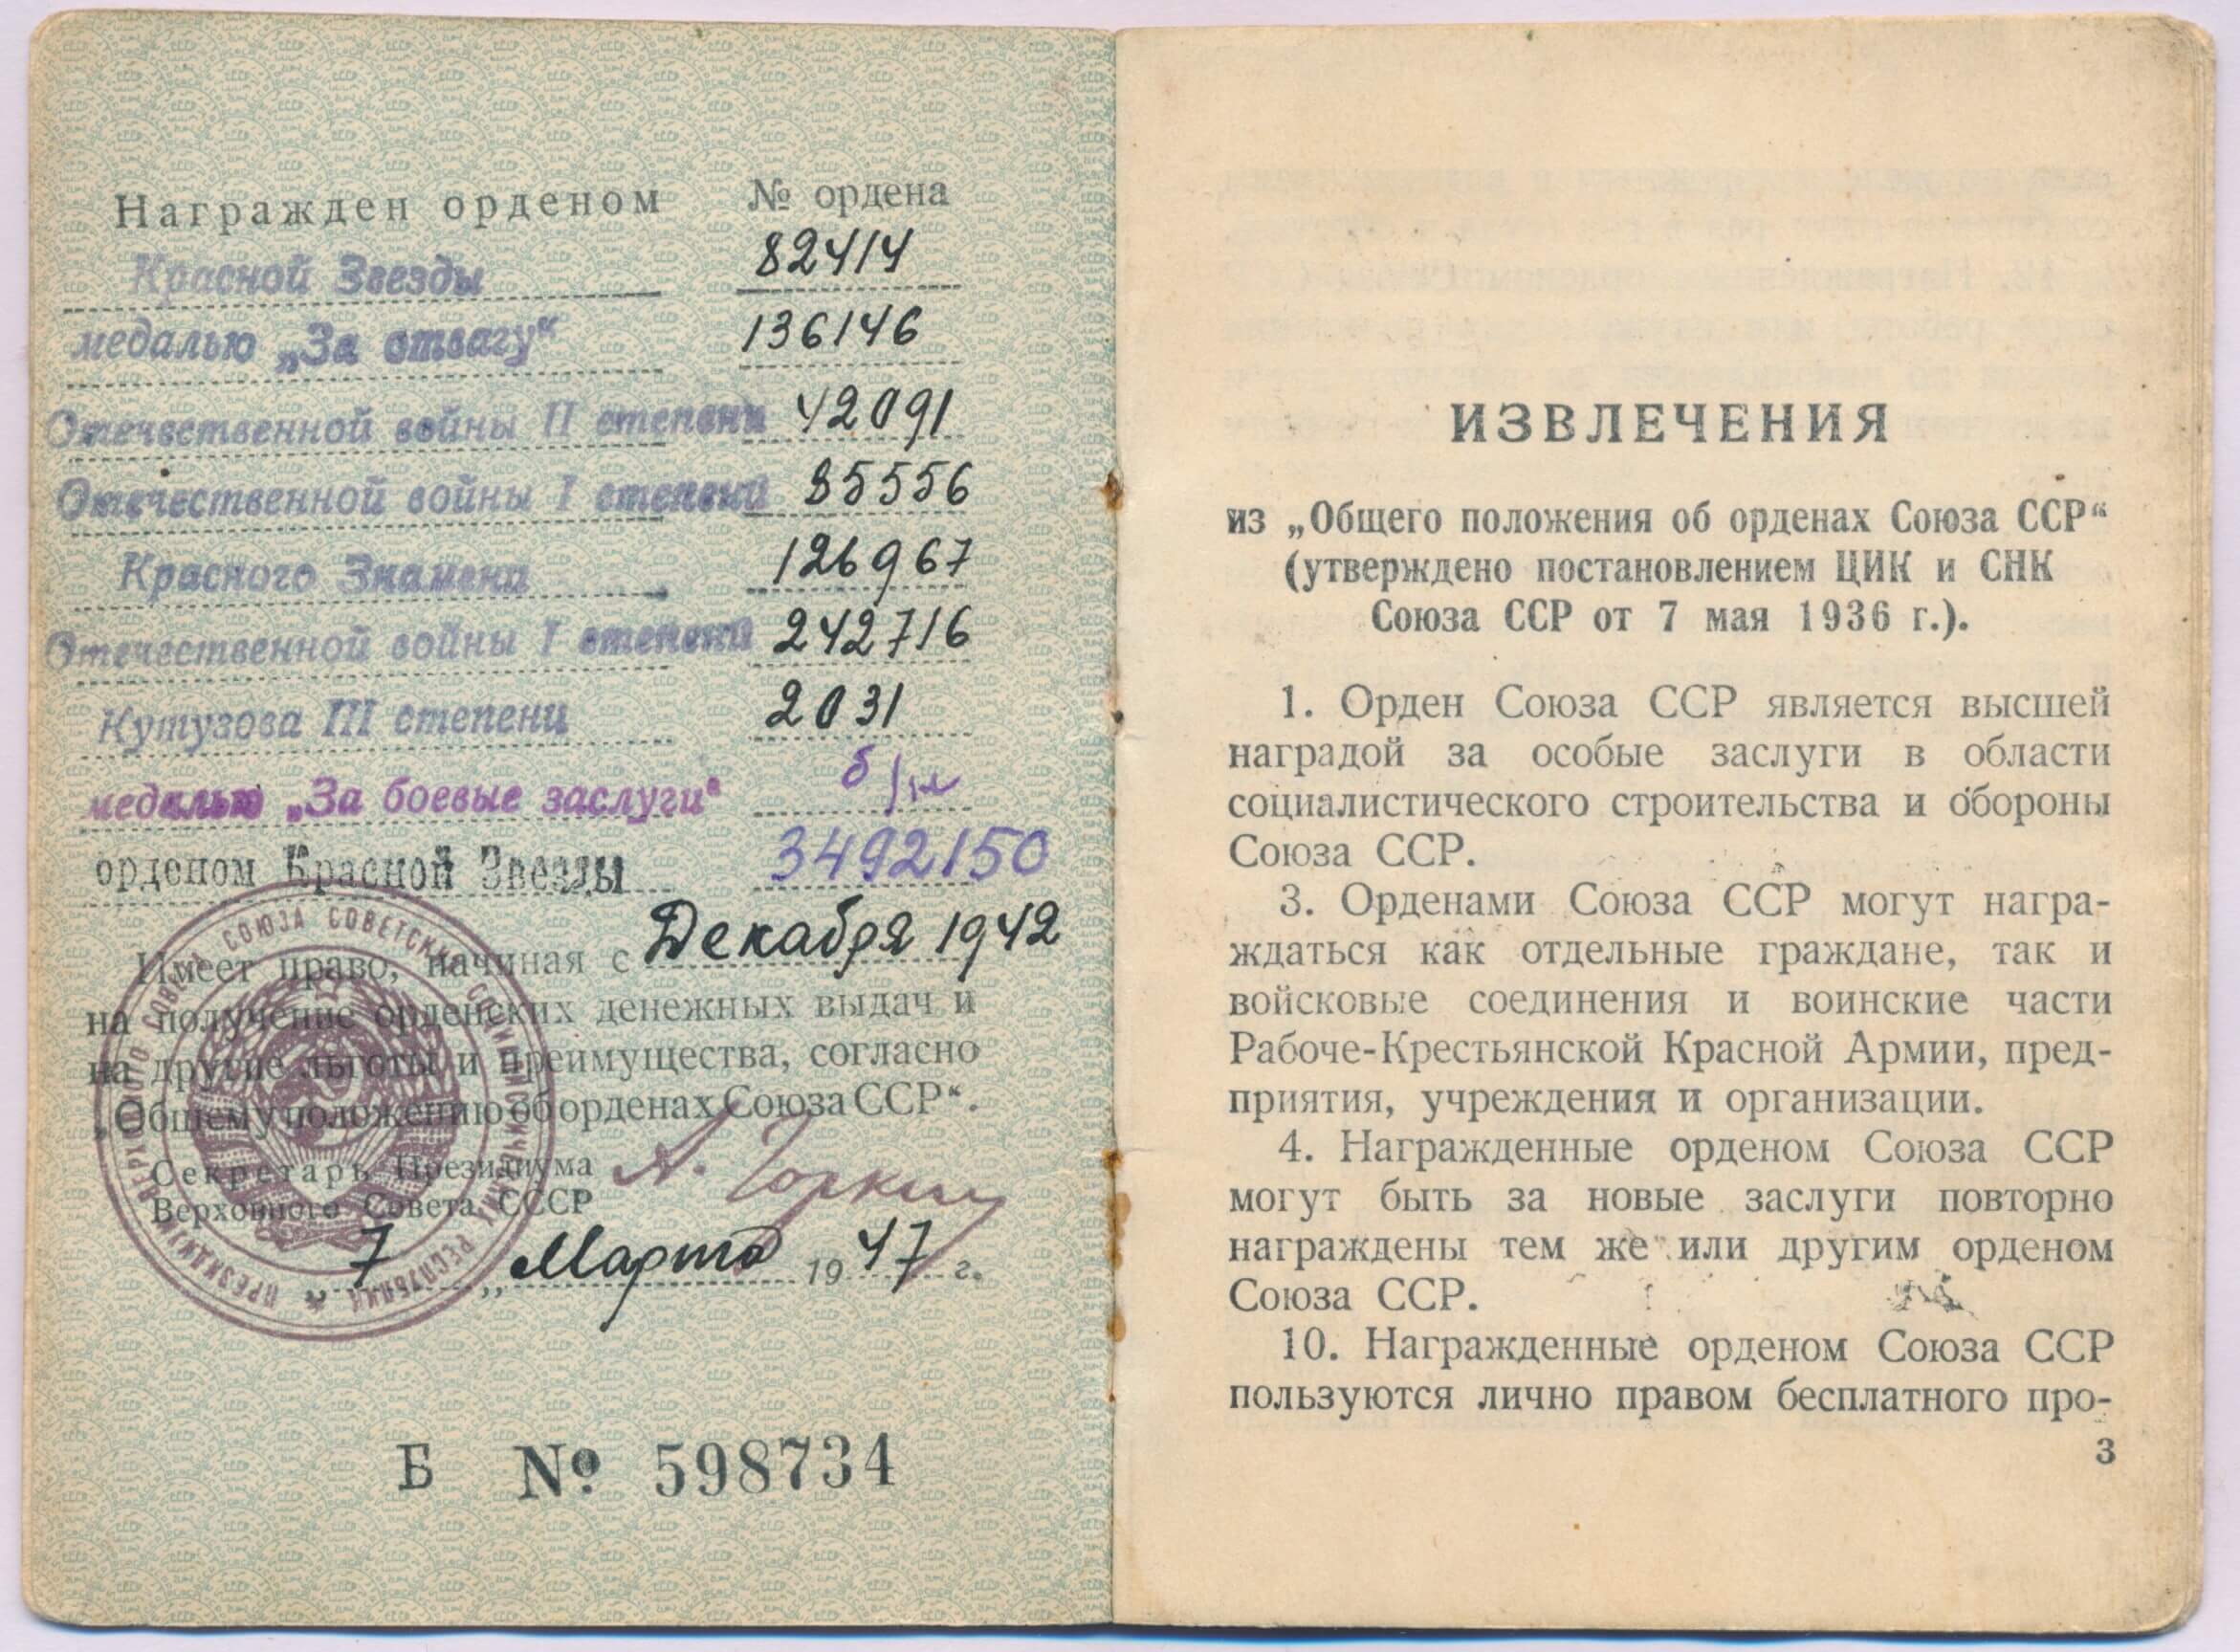 Награжден орденом № ордена
Красной Звезды 82414
медалью „За отвагу“ 136146
Отечественной войны II степени 42091
Отечественной войны I степени 85556
Красного Знамени 126967
Отечественной войны I степени 242716
Кутузова III степени 2031
медалью „За боевые заслуги“ б/н
орденом Красной Звезды 3492150
Имеет право, начиная с Декабря 1942
на получение орденских денежных выдач и
на другие льготы и преимущества, согласно
„Общему положению об орденах Союза ССР“.
Секретарь Президиума
Верховного Совета СССР
А. Горкин
„ 7 „ Марта 1947 г.
ПРЕЗИДИУМ ВЕРХОВНОГО СОВЕТА СОЮЗА СОВЕТСКИХ СОЦИАЛИСТИЧЕСКИХ РЕСПУБЛИК
Б № 598734
ИЗВЛЕЧЕНИЯ
из „Общего положения об орденах Союза ССР“
(утверждено постановлением ЦИК и СНК
Союза ССР от 7 мая 1936 г.).
1. Орден Союза ССР является высшей
наградой за особые заслуги в области
социалистического строительства и обороны
Союза ССР.
3. Орденами Союза ССР могут награ-
ждаться как отдельные граждане, так и
войсковые соединения и воинские части
Рабоче-Крестьянской Красной Армии, пред-
приятия, учреждения и организации.
4. Награжденные орденом Союза ССР
могут быть за новые заслуги повторно
награждены тем же или другим орденом
Союза ССР.
10. Награжденные орденом Союза ССР
пользуются лично правом бесплатного про-
3